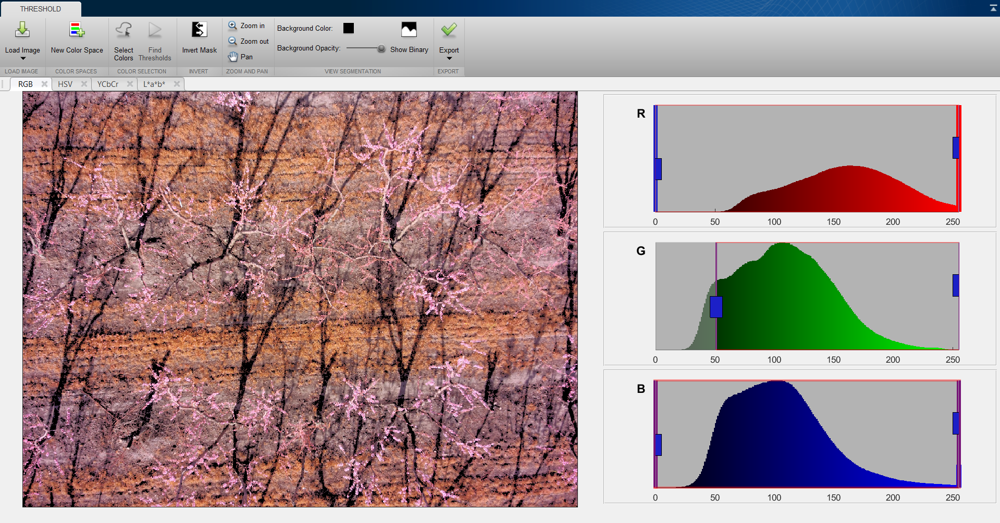 THRESHOLD
Load Image
New Color Space
Select
Colors
Find
Thresholds
Invert Mask
Zoom in
Zoom out
Pan
Background Color:
Background Opacity:
Show Binary
Export
LOAD IMAGE
COLOR SPACES
COLOR SELECTION
INVERT
ZOOM AND PAN
VIEW SEGMENTATION
EXPORT
RGB
HSV
YCbCr
L*a*b*
R
0 50 100 150 200 250
G
0 50 100 150 200 250
B
0 50 100 150 200 250